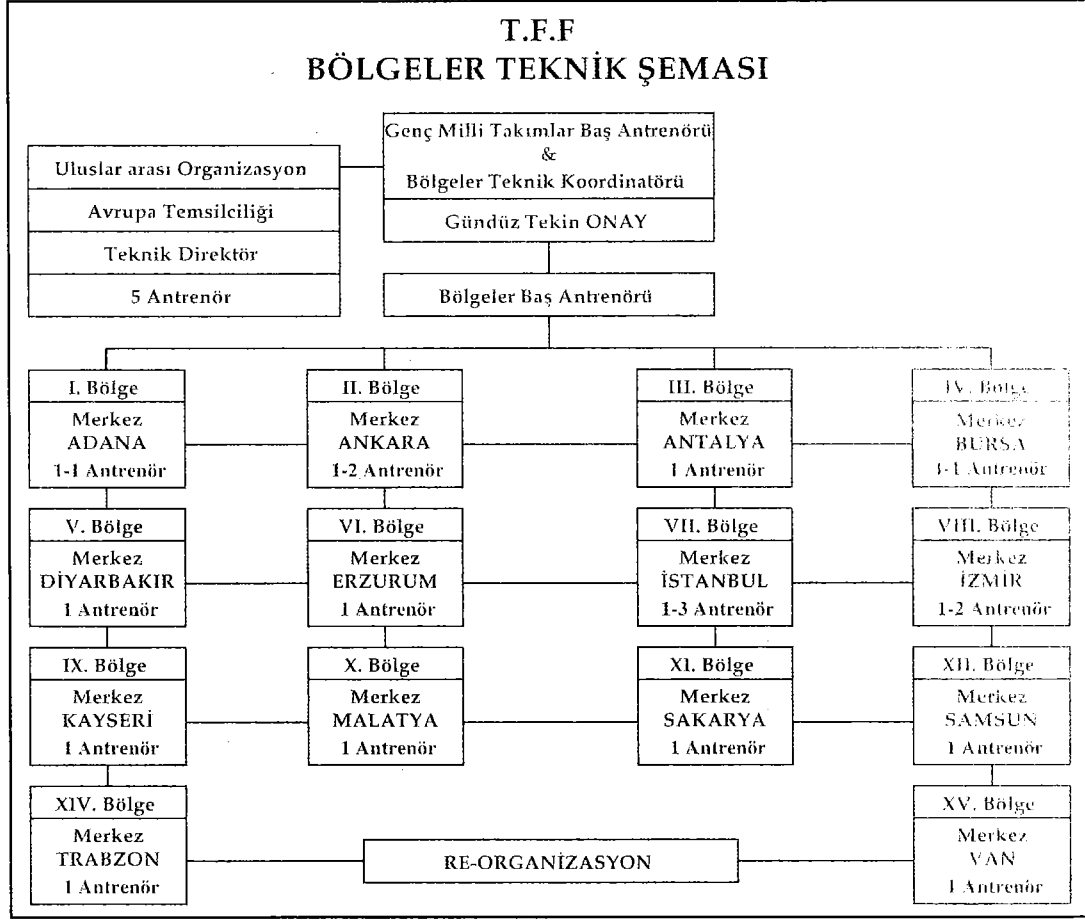 T.F.F
BÖLGELER TEKNİK ŞEMASI
Genç Milli Takımlar Baş Antrenörü
&
Bölgeler Teknik Koordinatörü
Gündüz Tekin ONAY
Uluslar arası Organizasyon
Avrupa Temsilciliği
Teknik Direktör
5 Antrenör
Bölgeler Baş Antrenörü
I. Bölge
Merkez
ADANA
1-1 Antrenör
II. Bölge
Merkez
ANKARA
1-2 Antrenör
III. Bölge
Merkez
ANTALYA
1 Antrenör
IV. Bölge
Merkez
BURSA
1-1 Antrenör
V. Bölge
Merkez
DİYARBAKIR
1 Antrenör
VI. Bölge
Merkez
ERZURUM
1 Antrenör
VII. Bölge
Merkez
İSTANBUL
1-3 Antrenör
VIII. Bölge
Merkez
İZMİR
1-2 Antrenör
IX. Bölge
Merkez
KAYSERİ
1 Antrenör
X. Bölge
Merkez
MALATYA
1 Antrenör
XI. Bölge
Merkez
SAKARYA
1 Antrenör
XII. Bölge
Merkez
SAMSUN
1 Antrenör
XIV. Bölge
Merkez
TRABZON
1 Antrenör
RE-ORGANİZASYON
XV. Bölge
Merkez
VAN
1 Antrenör